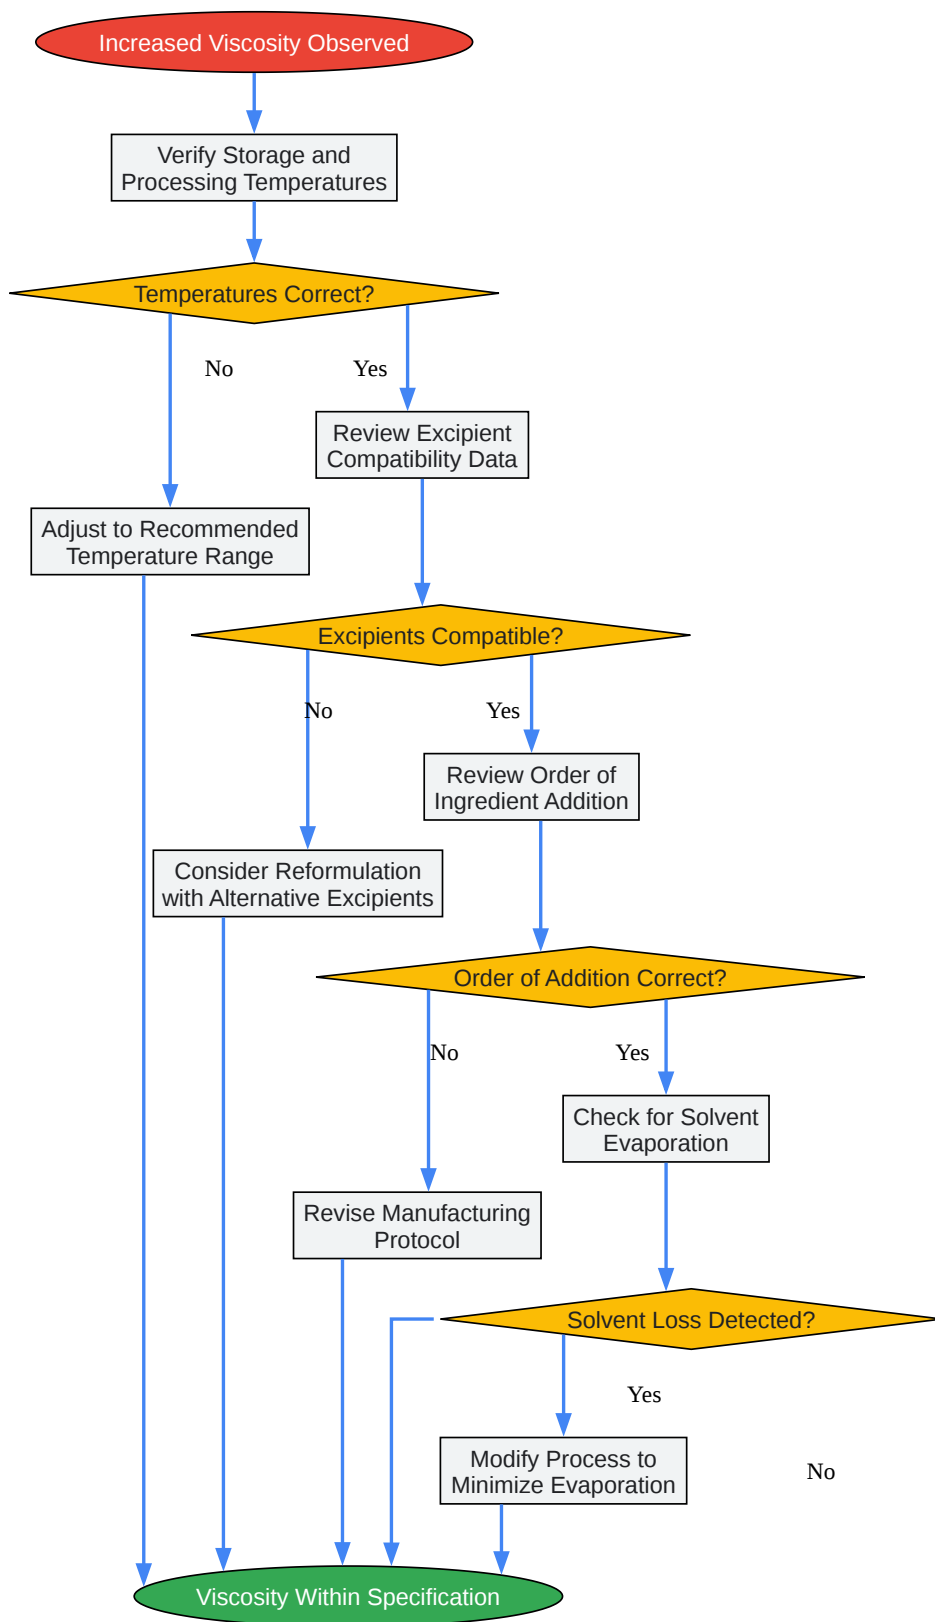 Increased Viscosity Observed
Verify Storage and
Processing Temperatures
Temperatures Correct?
No
Yes
Review Excipient
Compatibility Data
Adjust to Recommended
Temperature Range
Excipients Compatible?
No
Yes
Review Order of
Ingredient Addition
Consider Reformulation
with Alternative Excipients
Order of Addition Correct?
No
Yes
Check for Solvent
Evaporation
Revise Manufacturing
Protocol
Solvent Loss Detected?
Yes
Modify Process to
Minimize Evaporation
No
Viscosity Within Specification